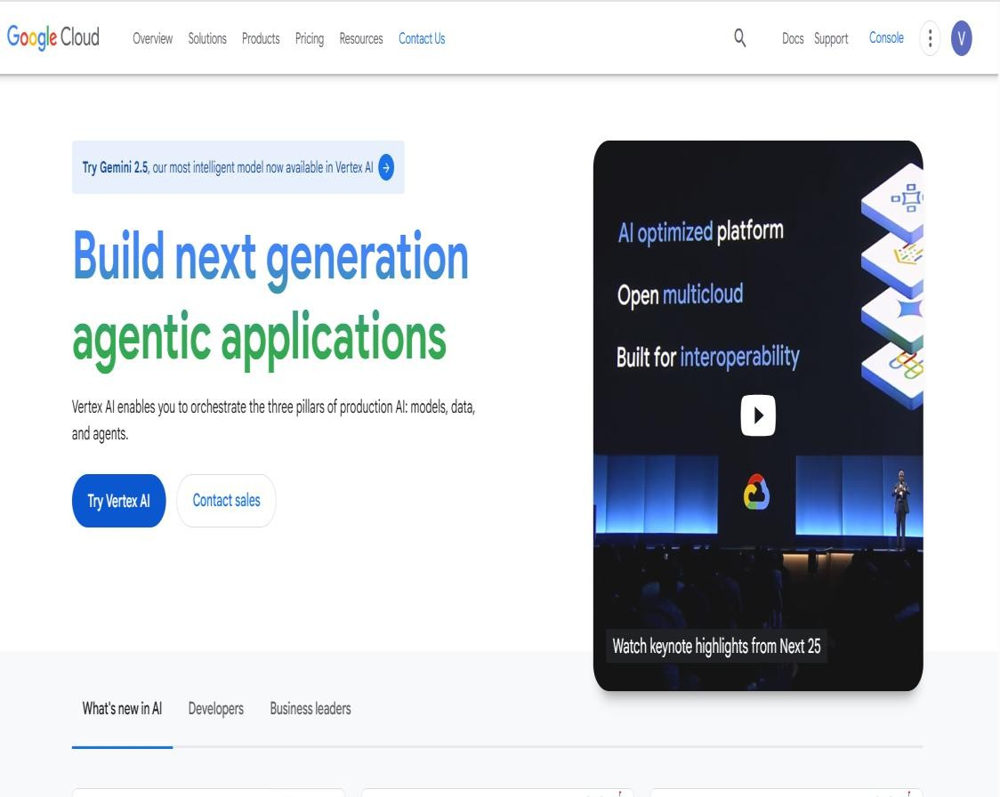 Google Cloud Overview Solutions Products Pricing Resources Contact Us Docs Support Console V
Try Gemini 2.5, our most intelligent model now available in Vertex AI
Build next generation
agentic applications
Vertex AI enables you to orchestrate the three pillars of production AI: models, data,
and agents.
Try Vertex AI Contact sales
AI optimized platform
Open multicloud
Built for interoperability
Watch keynote highlights from Next 25
What's new in AI Developers Business leaders